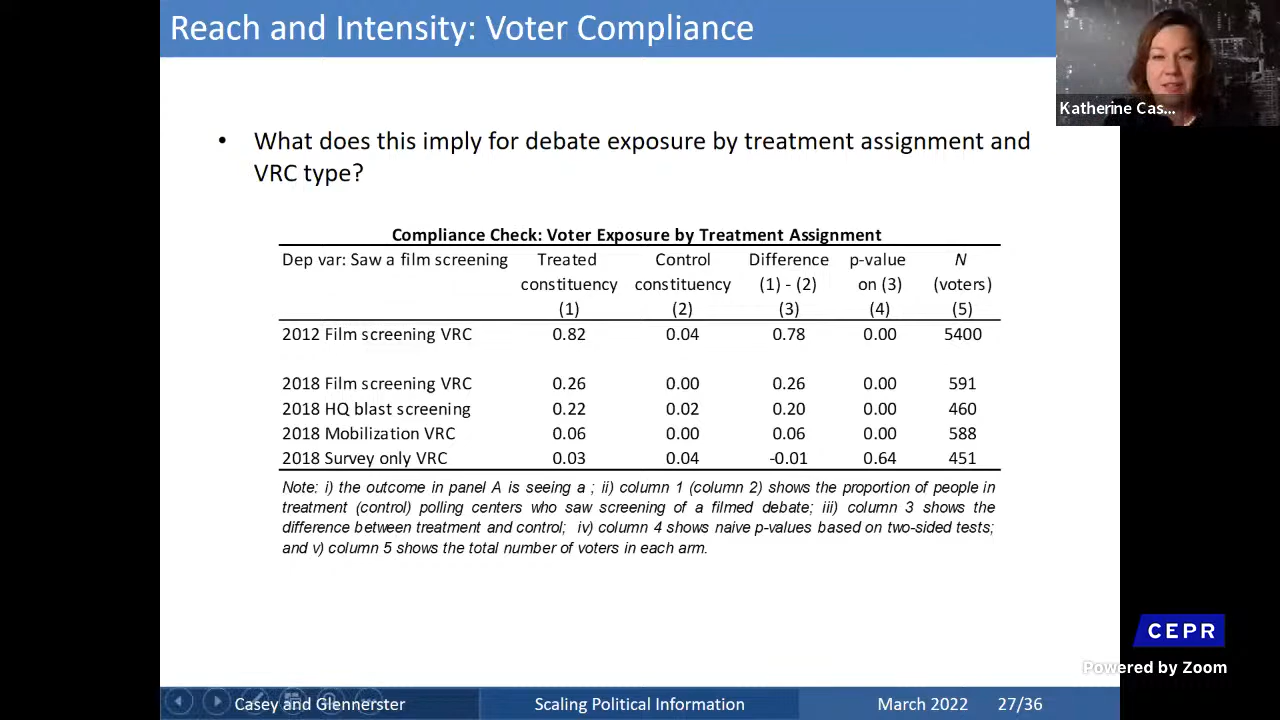 Reach and Intensity: Voter Compliance
Katherine Cas...
• What does this imply for debate exposure by treatment assignment and
VRC type?
Compliance Check: Voter Exposure by Treatment Assignment
Dep var: Saw a film screening Treated Control Difference p-value N
constituency constituency (1) - (2) on (3) (voters)
(1) (2) (3) (4) (5)
2012 Film screening VRC 0.82 0.04 0.78 0.00 5400
2018 Film screening VRC 0.26 0.00 0.26 0.00 591
2018 HQ blast screening 0.22 0.02 0.20 0.00 460
2018 Mobilization VRC 0.06 0.00 0.06 0.00 588
2018 Survey only VRC 0.03 0.04 -0.01 0.64 451
Note: i) the outcome in panel A is seeing a ; ii) column 1 (column 2) shows the proportion of people in
treatment (control) polling centers who saw screening of a filmed debate; iii) column 3 shows the
difference between treatment and control; iv) column 4 shows naive p-values based on two-sided tests;
and v) column 5 shows the total number of voters in each arm.
CEPR
Powered by Zoom
Casey and Glennerster Scaling Political Information March 2022 27/36